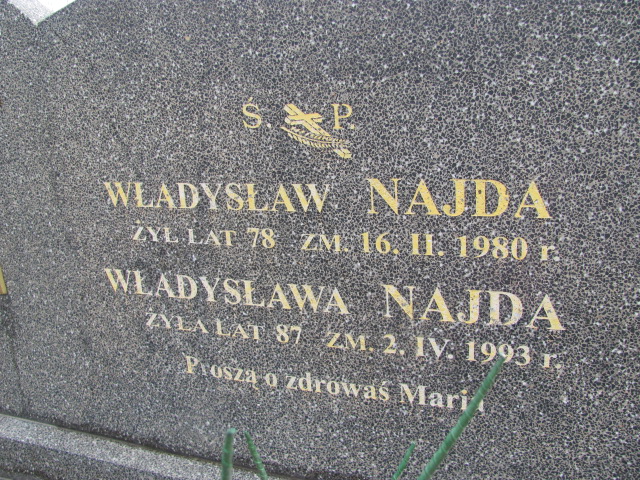 Ś. P.
WŁADYSŁAW NAJDA
ŻYŁ LAT 78 ZM. 16. II. 1980 r.
WŁADYSŁAWA NAJDA
ŻYŁA LAT 87 ZM. 2. IV. 1993 r.
Proszą o zdrowaś Maria